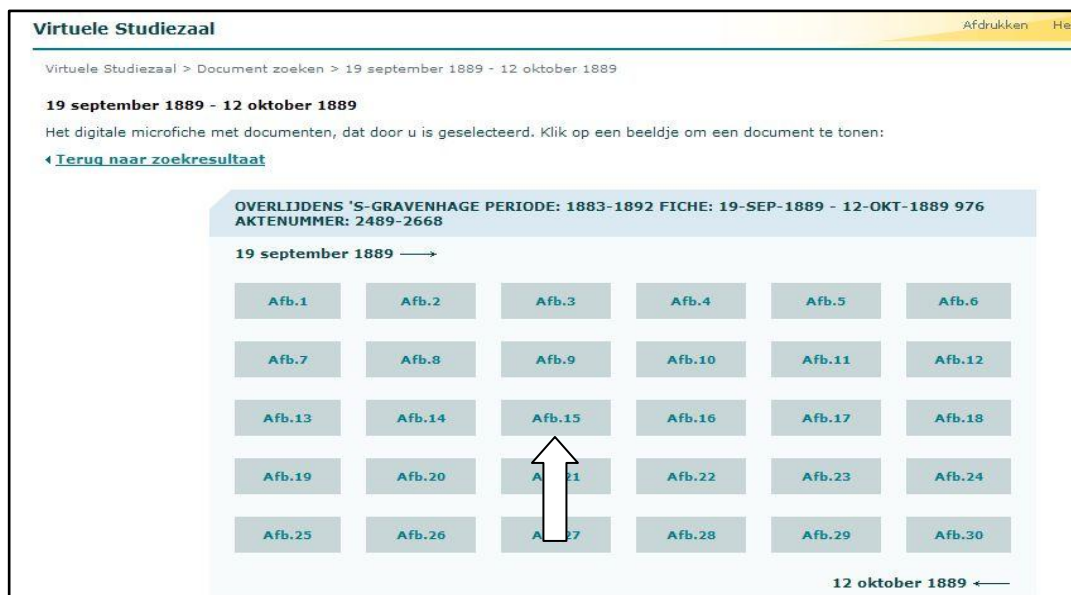 Virtuele Studiezaal
Afdrukken He
Virtuele Studiezaal > Document zoeken > 19 september 1889 - 12 oktober 1889
19 september 1889 - 12 oktober 1889
Het digitale microfiche met documenten, dat door u is geselecteerd. Klik op een beeldje om een document te tonen:
Terug naar zoekresultaat
OVERLIJDENS 'S-GRAVENHAGE PERIODE: 1883-1892 FICHE: 19-SEP-1889 - 12-OKT-1889 976
AKTENUMMER: 2489-2668
19 september 1889
Afb.1 Afb.2 Afb.3 Afb.4 Afb.5 Afb.6
Afb.7 Afb.8 Afb.9 Afb.10 Afb.11 Afb.12
Afb.13 Afb.14 Afb.15 Afb.16 Afb.17 Afb.18
Afb.19 Afb.20 Afb.22 Afb.23 Afb.24
Afb.25 Afb.26 Afb.28 Afb.29 Afb.30
12 oktober 1889